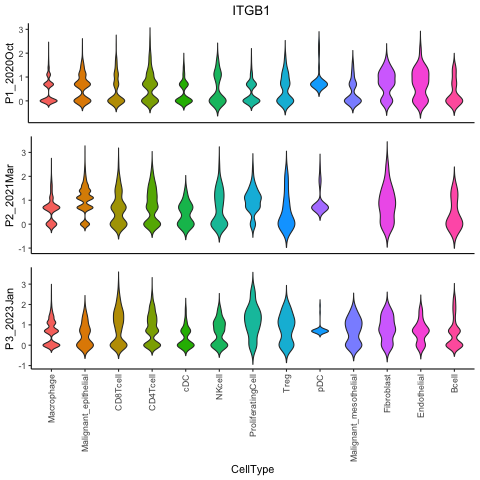 ITGB1
P1_2020Oct
3
2
1
0
P2_2021Mar
3
2
1
0
-1
P3_2023Jan
3
2
1
0
-1
Macrophage
Malignant_epithelial
CD8Tcell
CD4Tcell
cDC
NKcell
ProliferatingCell
Treg
pDC
Malignant_mesothelial
Fibroblast
Endothelial
Bcell
CellType